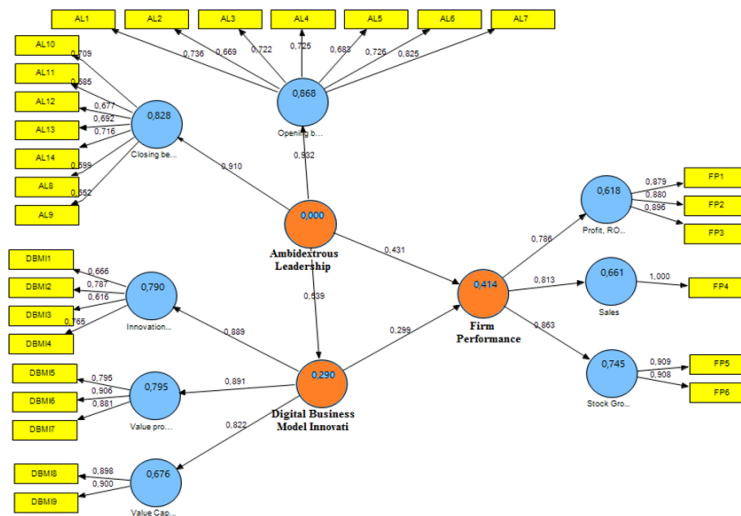 AL1
AL2
AL3
AL4
AL5
AL6
AL7
0,736
0,669
0,722
0,725
0,683
0,726
0,825
AL10
AL11
AL12
AL13
AL14
AL8
AL9
0,709
0,585
0,677
0,692
0,716
0,599
0,552
0,868
Opening b...
0,828
Closing be...
0,910
0,932
0,000
Ambidextrous
Leadership
0,431
0,539
FP1
FP2
FP3
0,879
0,880
0,896
0,618
Profit, RO...
0,786
DBMI1
DBMI2
DBMI3
DBMI4
0,666
0,787
0,616
0,765
0,790
Innovation...
0,889
0,414
Firm
Performance
0,813
0,661
Sales
1,000
FP4
0,299
0,863
DBMI5
DBMI6
DBMI7
0,795
0,906
0,881
0,795
Value pro...
0,891
0,290
Digital Business
Model Innovati
0,745
Stock Gro...
0,909
0,908
FP5
FP6
0,822
DBMI8
DBMI9
0,898
0,900
0,676
Value Cap...